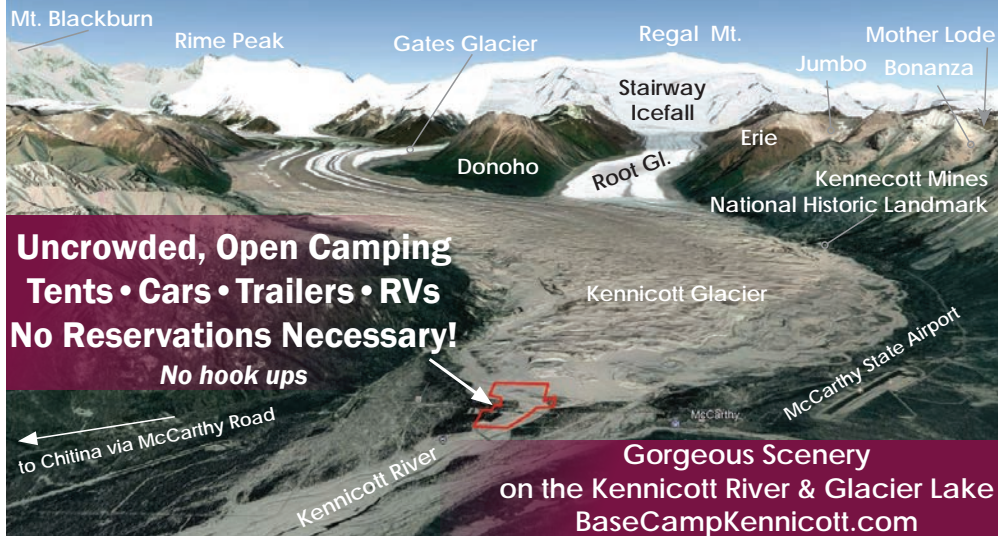 Mt. Blackburn
Rime Peak
Gates Glacier
Regal Mt.
Mother Lode
Jumbo
Bonanza
Stairway
Icefall
Erie
Donoho
Root Gl.
Kennecott Mines
National Historic Landmark
Uncrowded, Open Camping
Tents • Cars • Trailers • RVs
No Reservations Necessary!
No hook ups
Kennicott Glacier
McCarthy State Airport
McCarthy
to Chitina via McCarthy Road
Kennicott River
Gorgeous Scenery
on the Kennicott River & Glacier Lake
BaseCampKennicott.com